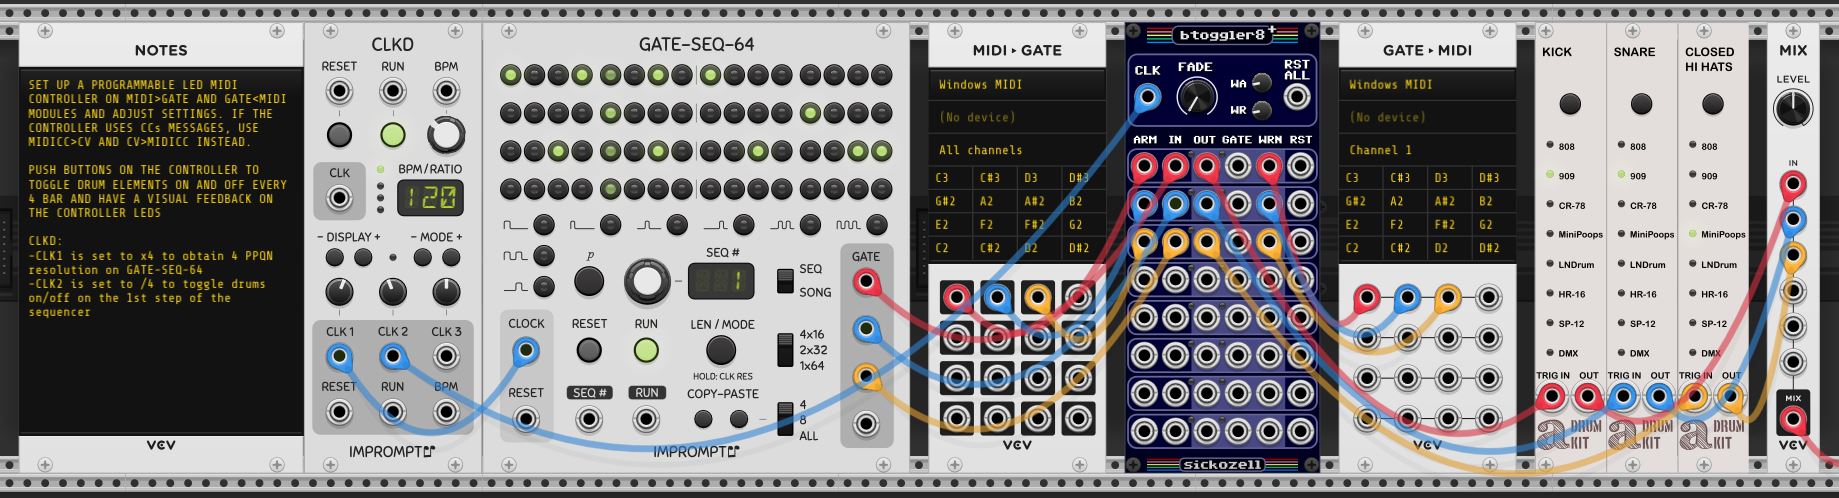 NOTES
SET UP A PROGRAMMABLE LED MIDI
CONTROLLER ON MIDI>GATE AND GATE<MIDI
MODULES AND ADJUST SETTINGS. IF THE
CONTROLLER USES CCs MESSAGES, USE
MIDICC>CV AND CV>MIDICC INSTEAD.
PUSH BUTTONS ON THE CONTROLLER TO
TOGGLE DRUM ELEMENTS ON AND OFF EVERY
4 BAR AND HAVE A VISUAL FEEDBACK ON
THE CONTROLLER LEDS
CLKD:
-CLK1 is set to x4 to obtain 4 PPQN
resolution on GATE-SEQ-64
-CLK2 is set to /4 to toggle drums
on/off on the 1st step of the
sequencer
VCV
CLKD
RESET RUN BPM
CLK BPM/RATIO
120
- DISPLAY + - MODE +
CLK 1 CLK 2 CLK 3
RESET RUN BPM
IMPROMPTU
GATE-SEQ-64
p SEQ # SEQ
1 SONG
GATE
CLOCK RESET RUN LEN / MODE
4x16
2x32
1x64
HOLD: CLK RES
RESET SEQ # RUN COPY-PASTE
4
8
ALL
IMPROMPTU
MIDI ▸ GATE
Windows MIDI
(No device)
All channels
C3 C#3 D3 D#3
G#2 A2 A#2 B2
E2 F2 F#2 G2
C2 C#2 D2 D#2
VCV
btoggler8+
CLK FADE RST
ALL
WA
WR
ARM IN OUT GATE WRN RST
sickozell
GATE ▸ MIDI
Windows MIDI
(No device)
Channel 1
C3 C#3 D3 D#3
G#2 A2 A#2 B2
E2 F2 F#2 G2
C2 C#2 D2 D#2
VCV
KICK
808
909
CR-78
MiniPoops
LNDrum
HR-16
SP-12
DMX
TRIG IN OUT
a DRUM
KIT
SNARE
808
909
CR-78
MiniPoops
LNDrum
HR-16
SP-12
DMX
TRIG IN OUT
a DRUM
KIT
CLOSED
HI HATS
808
909
CR-78
MiniPoops
LNDrum
HR-16
SP-12
DMX
TRIG IN OUT
a DRUM
KIT
MIX
LEVEL
IN
MIX
VCV